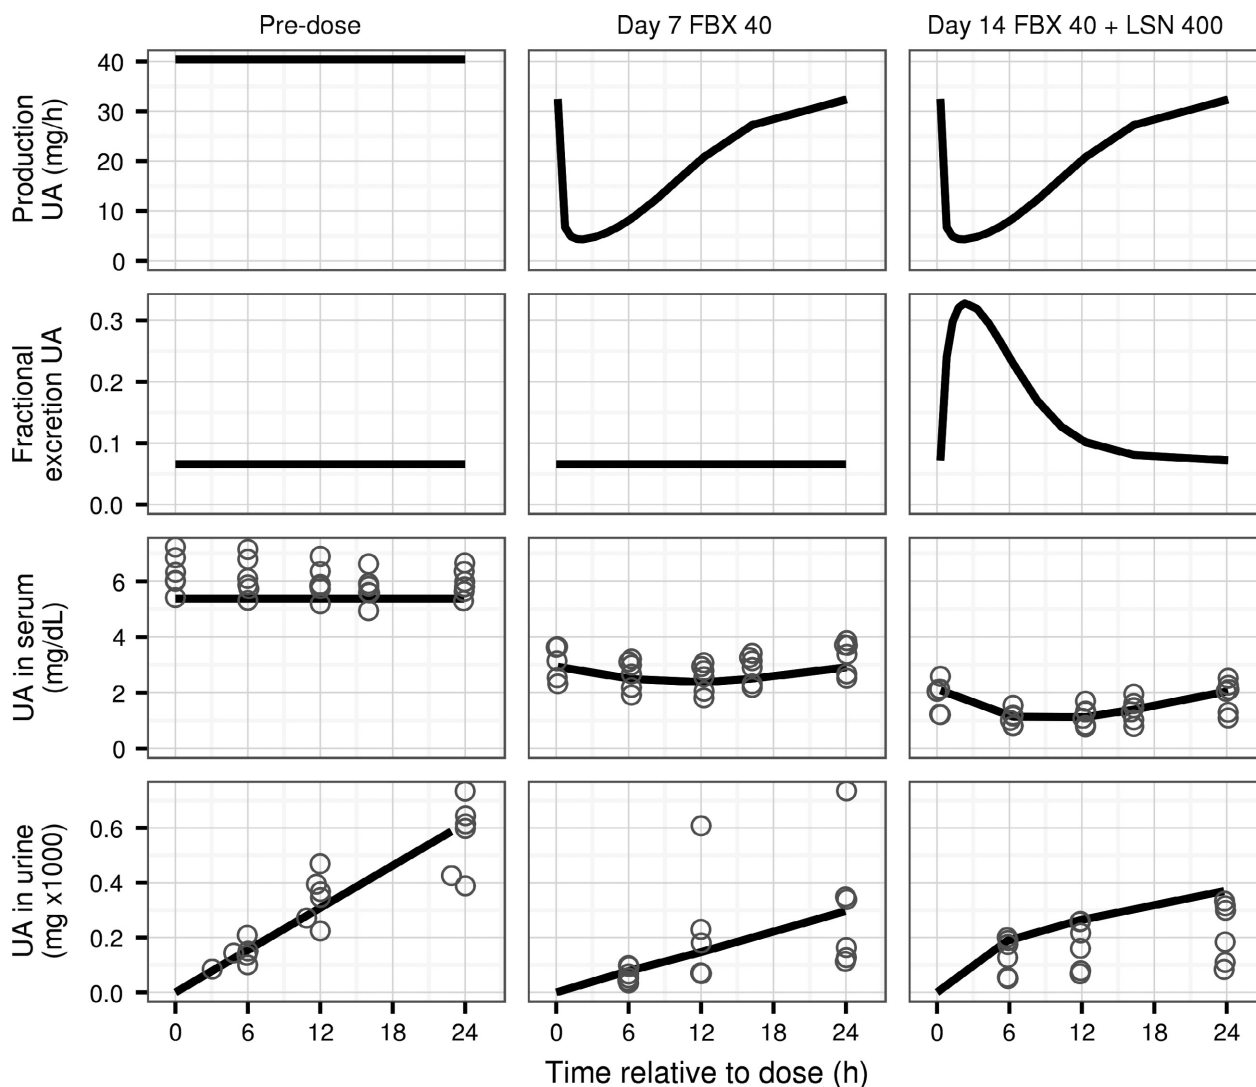 Pre-dose
Day 7 FBX 40
Day 14 FBX 40 + LSN 400
Production
UA (mg/h)
40
30
20
10
0
Fractional
excretion UA
0.3
0.2
0.1
0.0
UA in serum
(mg/dL)
6
4
2
0
UA in urine
(mg x1000)
0.6
0.4
0.2
0.0
0 6 12 18 24
0 6 12 18 24
0 6 12 18 24
Time relative to dose (h)